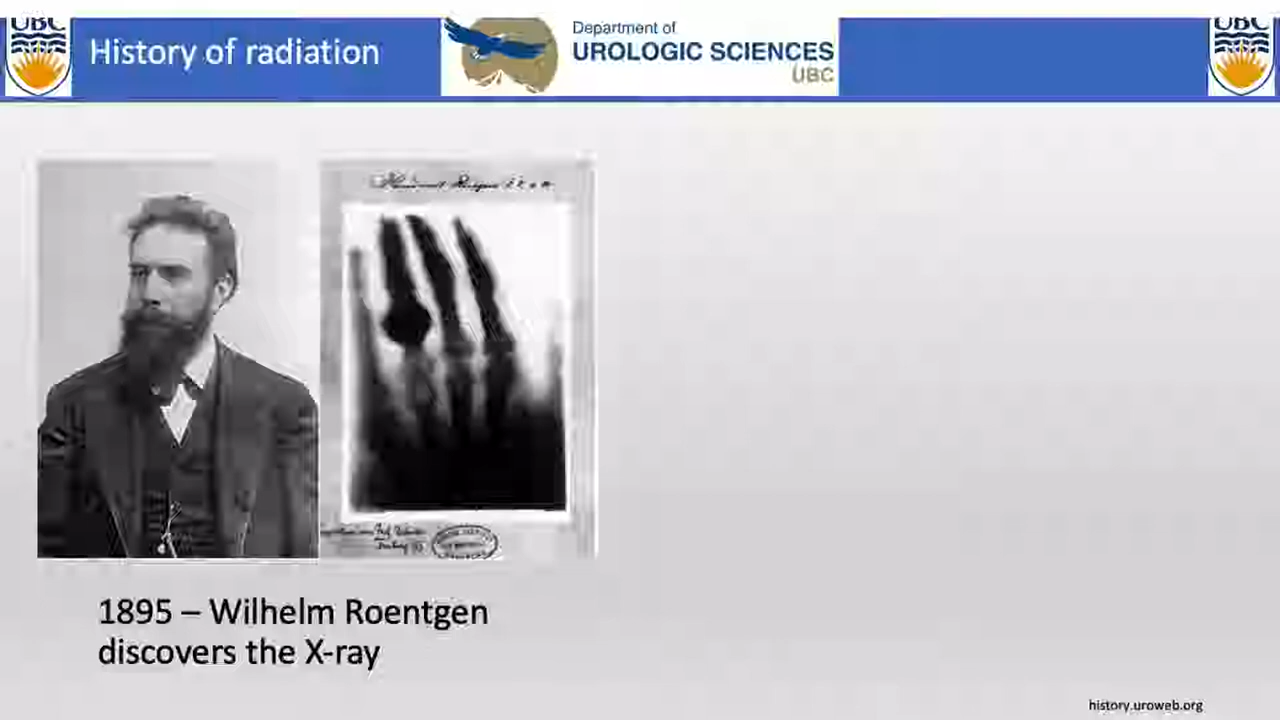 UBC
History of radiation
Department of
UROLOGIC SCIENCES
UBC
UBC
1895 – Wilhelm Roentgen
discovers the X-ray
history.uroweb.org